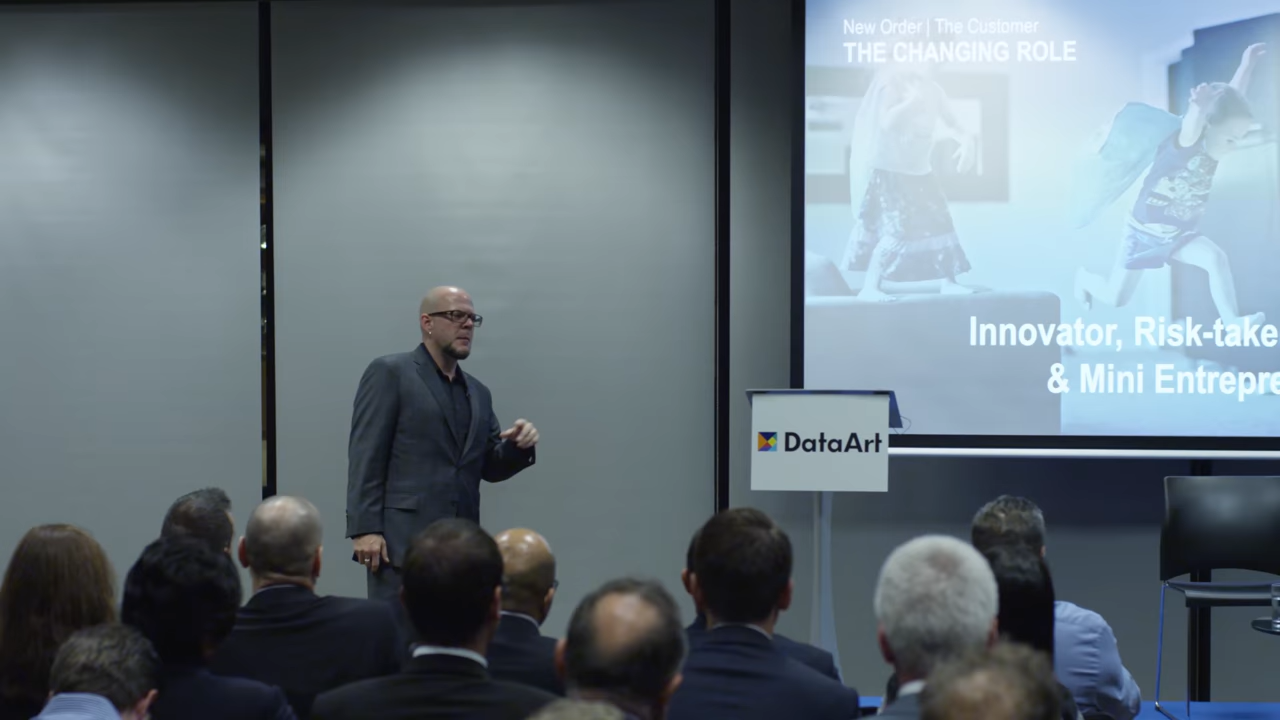 New Order | The Customer
THE CHANGING ROLE
Innovator, Risk-take
& Mini Entrepre
DataArt